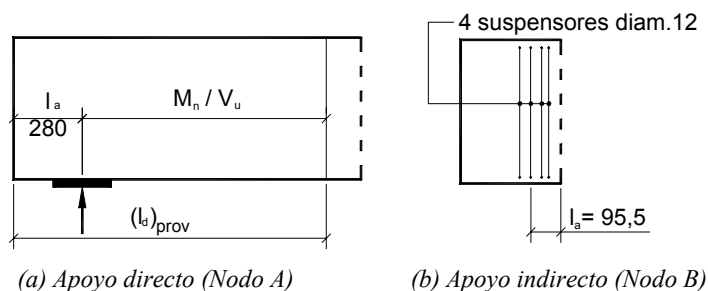 4 suspensores diam.12
la
Mn / Vu
280
(ld)prov
la= 95,5
(a) Apoyo directo (Nodo A)
(b) Apoyo indirecto (Nodo B)